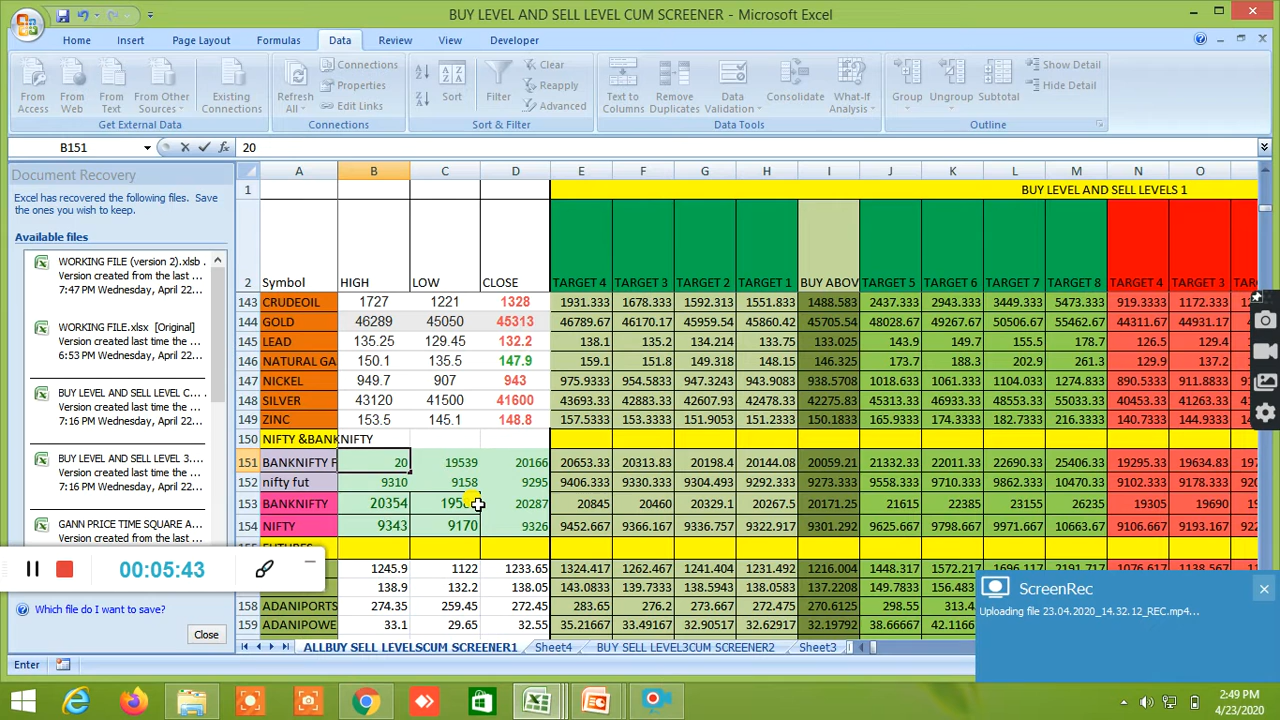 BUY LEVEL AND SELL LEVEL CUM SCREENER - Microsoft Excel
Home Insert Page Layout Formulas Data Review View Developer
From Access
From Web
From Text
From Other Sources
Existing Connections
Get External Data
Refresh All
Connections
Properties
Edit Links
Connections
Sort
Filter
Clear
Reapply
Advanced
Sort & Filter
Text to Columns
Remove Duplicates
Data Validation
Consolidate
What-If Analysis
Data Tools
Group
Ungroup
Subtotal
Show Detail
Hide Detail
Outline
B151 fx 20
Document Recovery
Excel has recovered the following files. Save the ones you wish to keep.
Available files
WORKING FILE (version 2).xlsb
Version created from the last ...
7:47 PM Wednesday, April 22...
WORKING FILE.xlsx [Original]
Version created from the last ...
6:53 PM Wednesday, April 22...
BUY LEVEL AND SELL LEVEL C...
Version created last time the ...
7:16 PM Wednesday, April 22...
BUY LEVEL AND SELL LEVEL 3....
Version created last time the ...
7:16 PM Wednesday, April 22...
GANN PRICE TIME SQUARE A...
Version created last time the ...
Which file do I want to save?
Close
A B C D E F G H I J K L M N O
1 BUY LEVEL AND SELL LEVELS 1
2 Symbol HIGH LOW CLOSE TARGET 4 TARGET 3 TARGET 2 TARGET 1 BUY ABOV TARGET 5 TARGET 6 TARGET 7 TARGET 8 TARGET 4 TARGET 3
143 CRUDEOIL 1727 1221 1328 1931.333 1678.333 1592.313 1551.833 1488.583 2437.333 2943.333 3449.333 5473.333 919.3333 1172.333
144 GOLD 46289 45050 45313 46789.67 46170.17 45959.54 45860.42 45705.54 48028.67 49267.67 50506.67 55462.67 44311.67 44931.17
145 LEAD 135.25 129.45 132.2 138.1 135.2 134.214 133.75 133.025 143.9 149.7 155.5 178.7 126.5 129.4
146 NATURAL GA 150.1 135.5 147.9 159.1 151.8 149.318 148.15 146.325 173.7 188.3 202.9 261.3 129.9 137.2
147 NICKEL 949.7 907 943 975.9333 954.5833 947.3243 943.9083 938.5708 1018.633 1061.333 1104.033 1274.833 890.5333 911.8833
148 SILVER 43120 41500 41600 43693.33 42883.33 42607.93 42478.33 42275.83 45313.33 46933.33 48553.33 55033.33 40453.33 41263.33
149 ZINC 153.5 145.1 148.8 157.5333 153.3333 151.9053 151.2333 150.1833 165.9333 174.3333 182.7333 216.3333 140.7333 144.9333
150 NIFTY &BANKNIFTY
151 BANKNIFTY F 20 19539 20166 20653.33 20313.83 20198.4 20144.08 20059.21 21332.33 22011.33 22690.33 25406.33 19295.33 19634.83
152 nifty fut 9310 9158 9295 9406.333 9330.333 9304.493 9292.333 9273.333 9558.333 9710.333 9862.333 10470.33 9102.333 9178.333
153 BANKNIFTY 20354 20287 20845 20460 20329.1 20267.5 20171.25 21615 22385 23155 26235 19305 19690
154 NIFTY 9343 9170 9326 9452.667 9366.167 9336.757 9322.917 9301.292 9625.667 9798.667 9971.667 10663.67 9106.667 9193.167
1245.9 1122 1233.65 1324.417 1262.467 1241.404 1231.492 1216.004 1448.317 1572.217 1696.117 1076.617 1138.567
138.9 132.2 138.05 143.0833 139.7333 138.5943 138.0583 137.2208 149.7833
158 ADANIPORTS 274.35 259.45 272.45 283.65 276.2 273.667 272.475 270.6125 298.55
159 ADANIPOWE 33.1 29.65 32.55 35.21667 33.49167 32.90517 32.62917 32.19792 38.66667
00:05:43
ScreenRec
Uploading file 23.04.2020_14.32.12_REC.mp4...
ALLBUY SELL LEVELSCUM SCREENER1 Sheet4 BUY SELL LEVEL3CUM SCREENER2 Sheet3
Enter
2:49 PM
4/23/2020